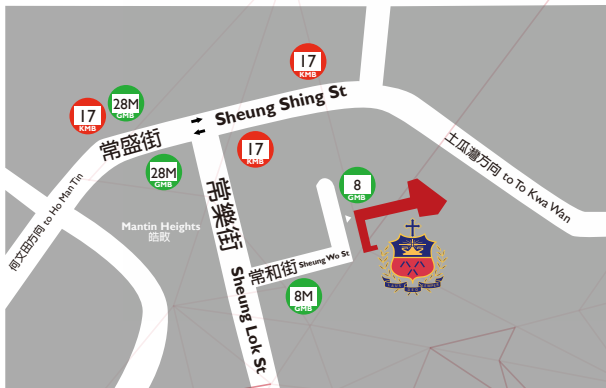 17
KMB
17
KMB
28M
GMB
常盛街
Sheung Shing St
28M
GMB
17
KMB
土瓜灣方向 to To Kwa Wan
8
GMB
何文田方向 to Ho Man Tin
Mantin Heights
皓畋
常樂街
Sheung Lok St
常和街 Sheung Wo St
8M
GMB